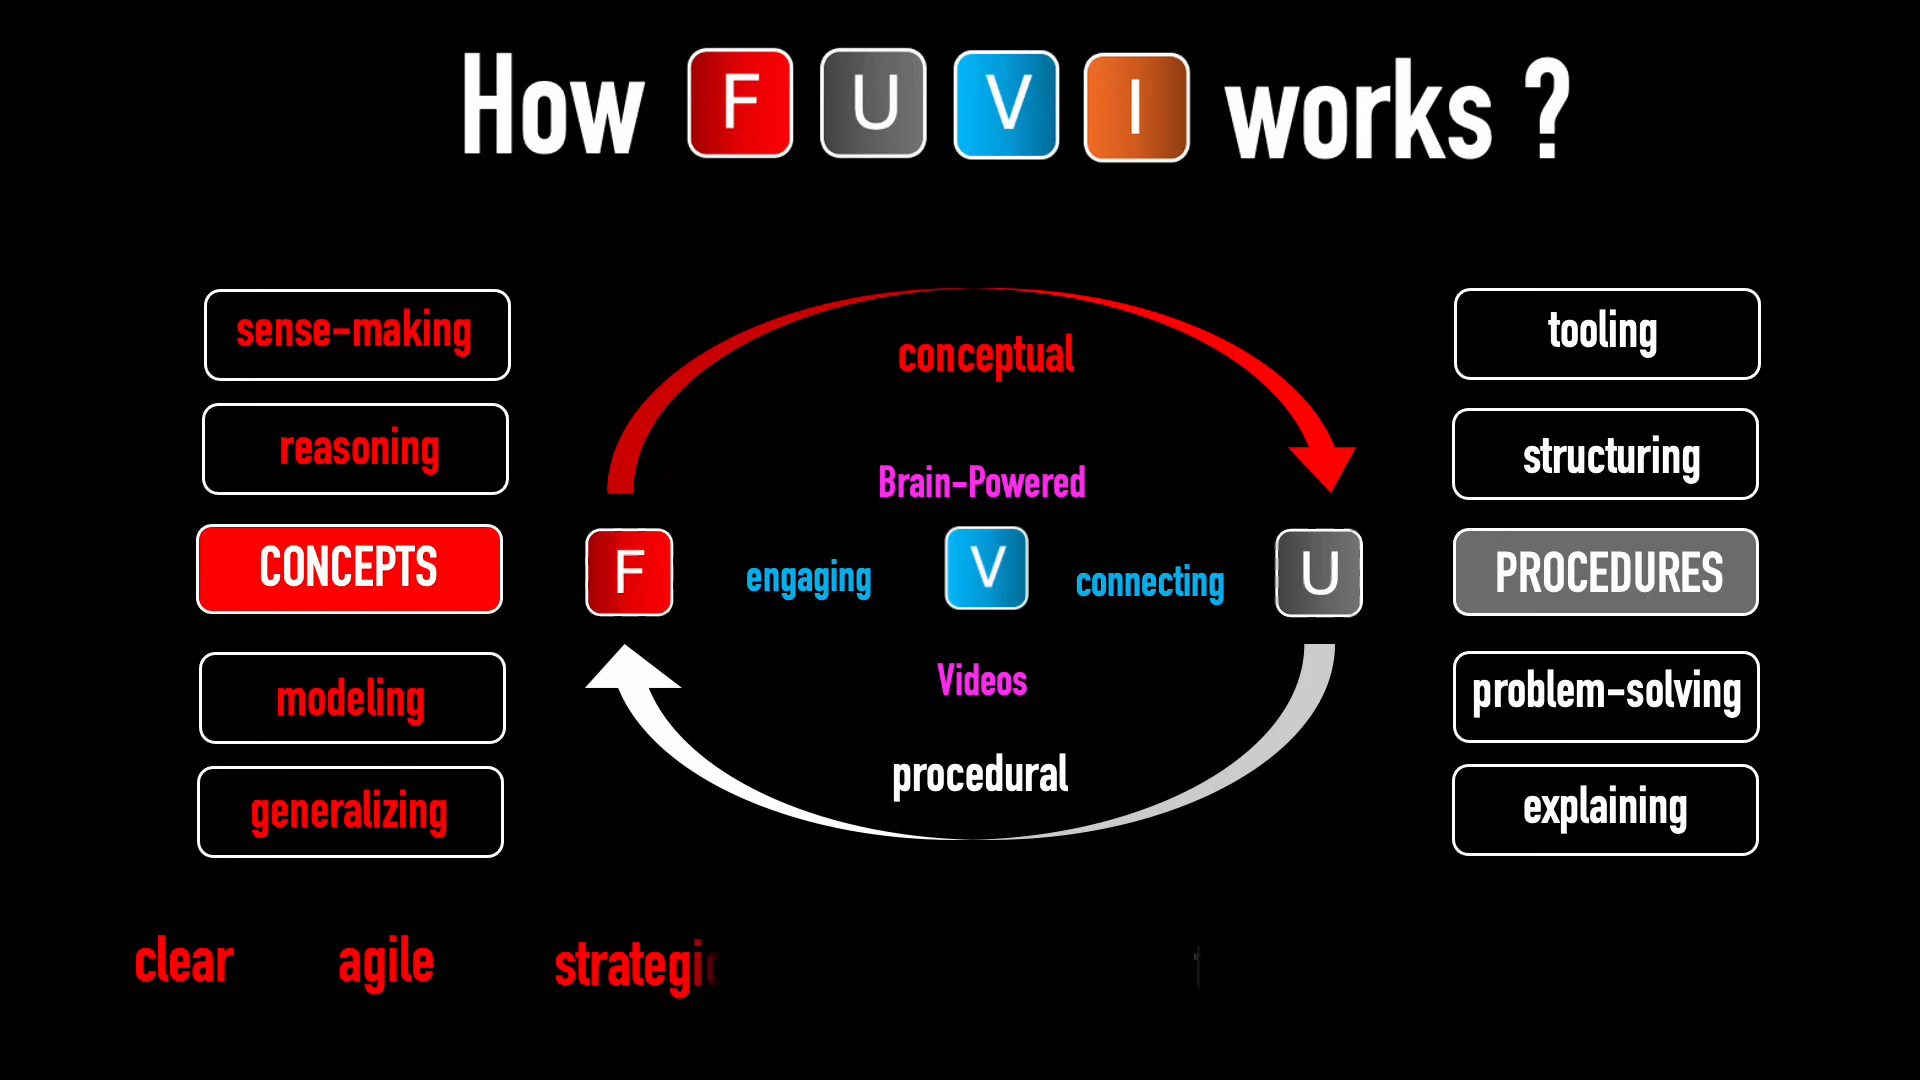 How F U V I works ?
sense-making
reasoning
CONCEPTS
modeling
generalizing
conceptual
Brain-Powered
F engaging V connecting U
Videos
procedural
tooling
structuring
PROCEDURES
problem-solving
explaining
clear agile strategic